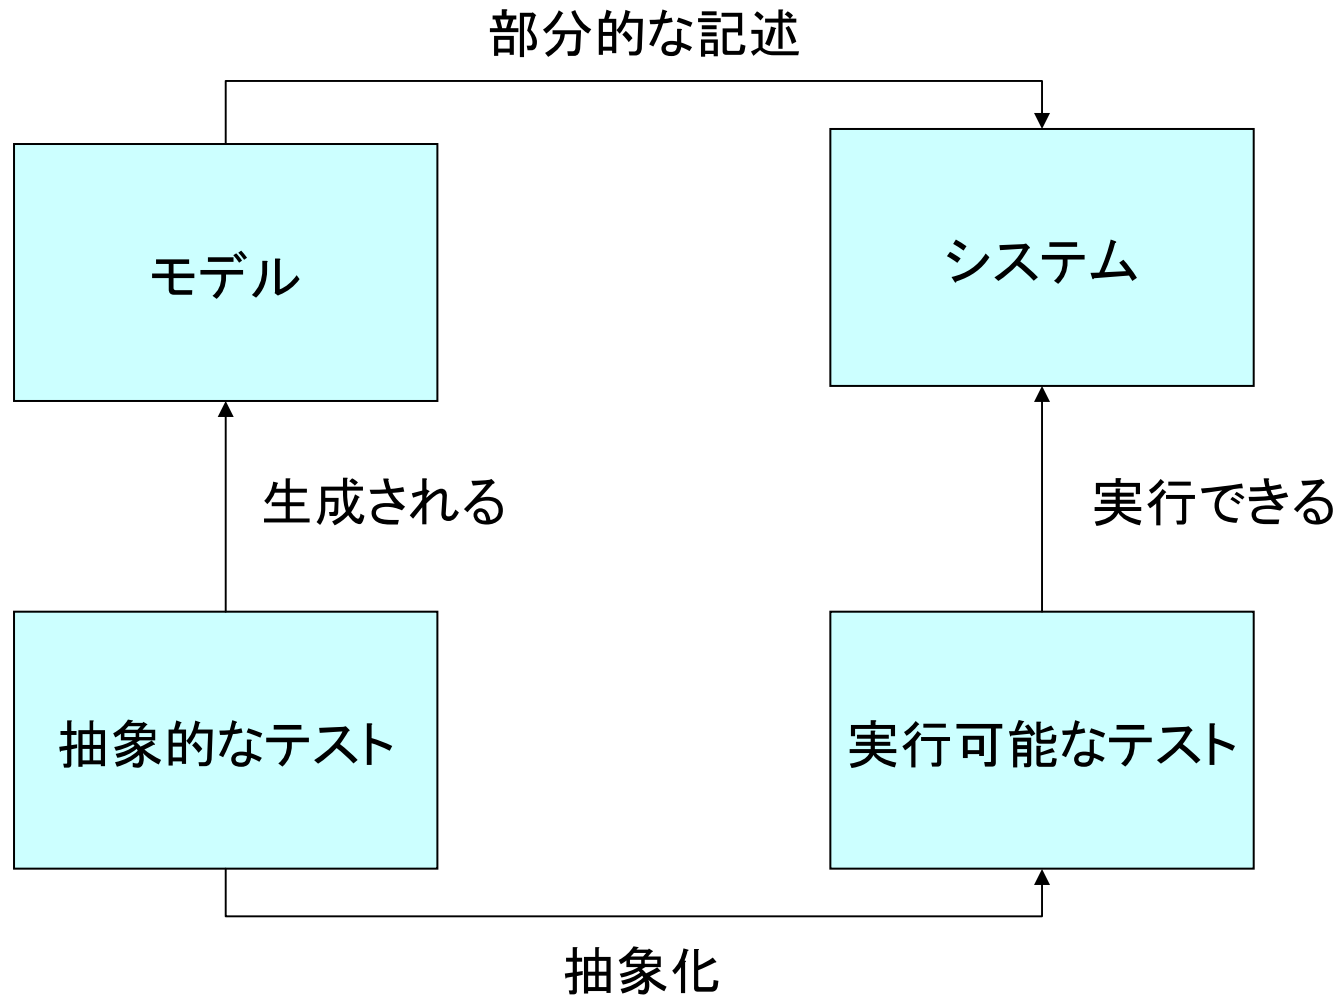 部分的な記述
モデル
システム
生成される
実行できる
抽象的なテスト
実行可能なテスト
抽象化